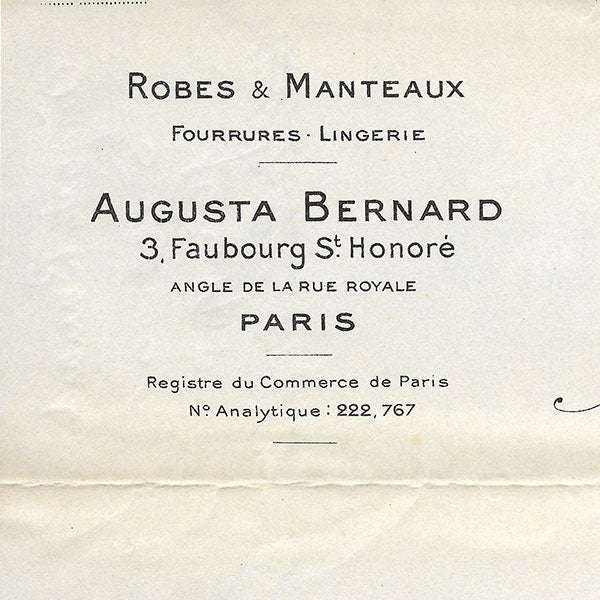 ROBES & MANTEAUX
FOURRURES · LINGERIE
AUGUSTA BERNARD
3, Faubourg St. Honoré
ANGLE DE LA RUE ROYALE
PARIS
Registre du Commerce de Paris
No. Analytique : 222,767